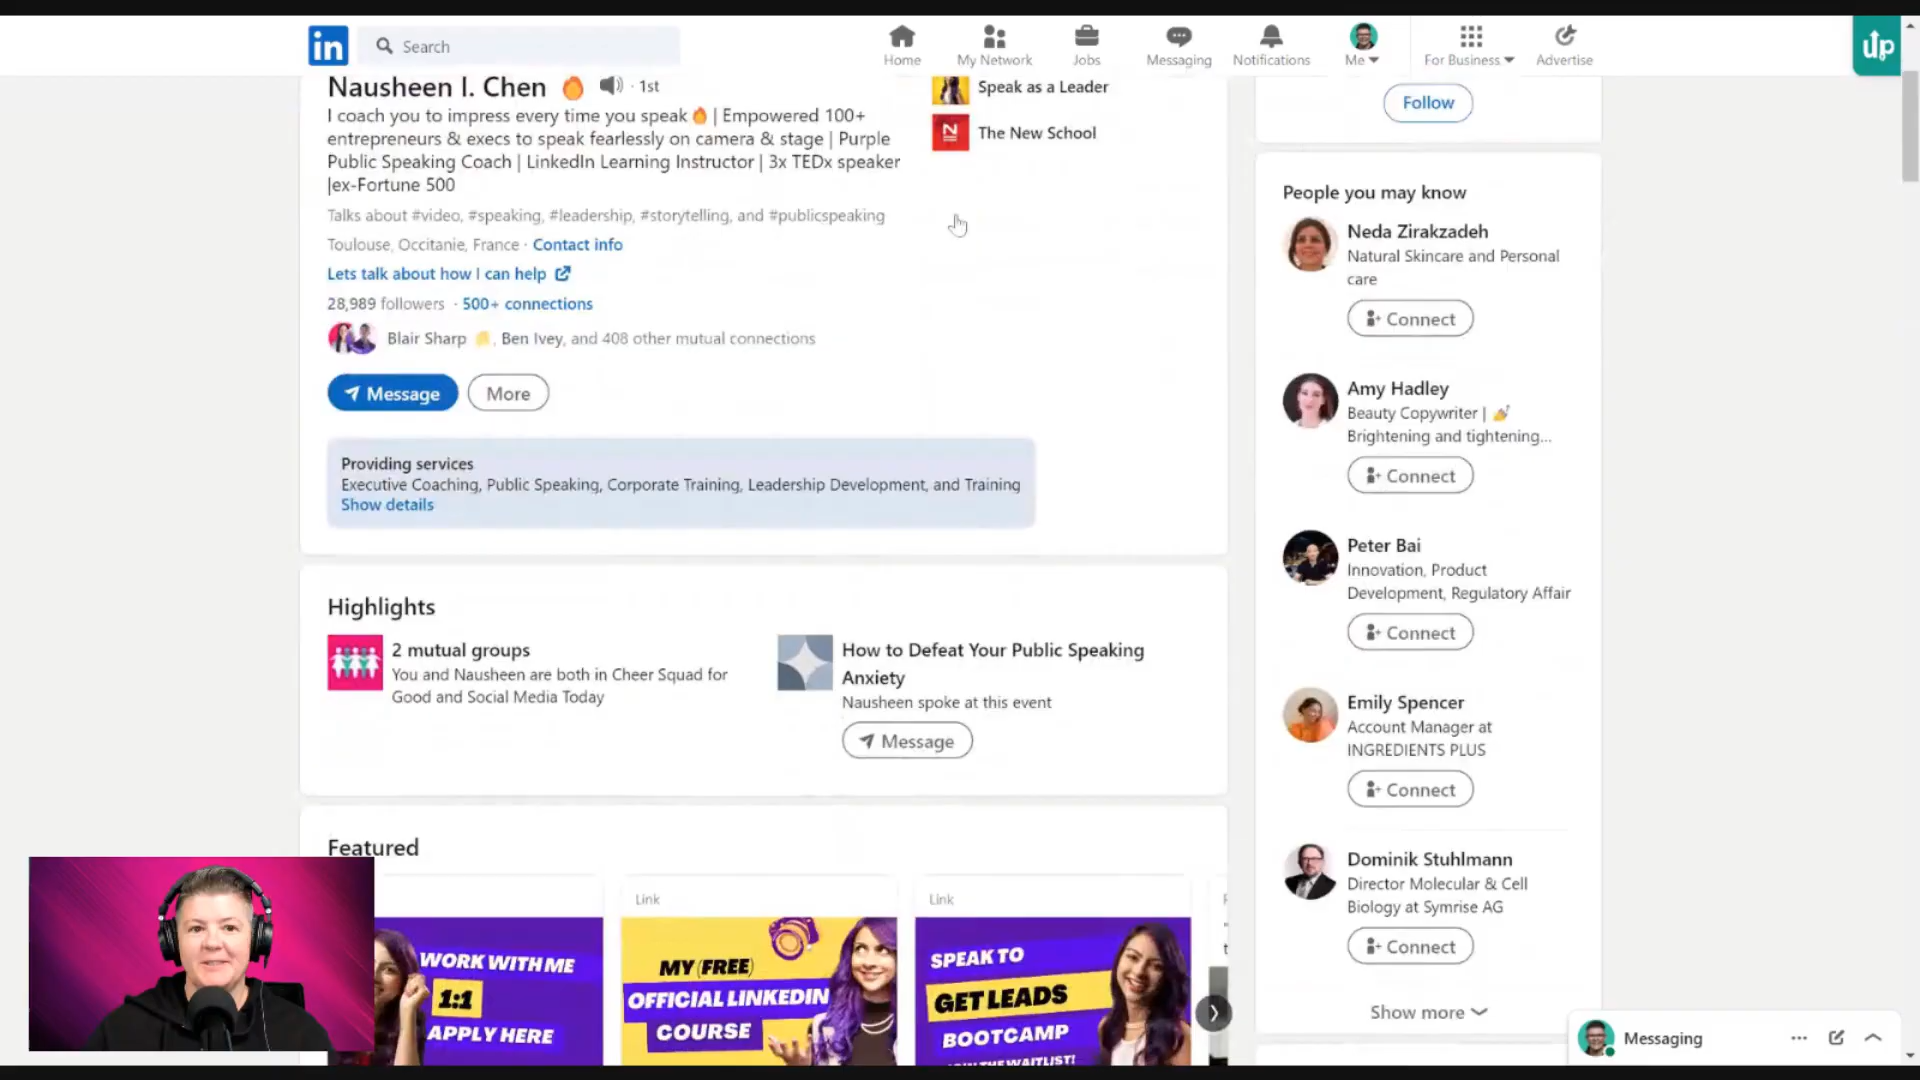 in
Search
Home
My Network
Jobs
Messaging
Notifications
Me
For Business
Advertise
up
Nausheen I. Chen 🔥 · 1st
I coach you to impress every time you speak🔥 | Empowered 100+
entrepreneurs & execs to speak fearlessly on camera & stage | Purple
Public Speaking Coach | LinkedIn Learning Instructor | 3x TEDx speaker
|ex-Fortune 500
Talks about #video, #speaking, #leadership, #storytelling, and #publicspeaking
Toulouse, Occitanie, France · Contact info
Lets talk about how I can help
28,989 followers · 500+ connections
Blair Sharp, Ben Ivey, and 408 other mutual connections
Message
More
Speak as a Leader
N
The New School
Providing services
Executive Coaching, Public Speaking, Corporate Training, Leadership Development, and Training
Show details
Highlights
2 mutual groups
You and Nausheen are both in Cheer Squad for
Good and Social Media Today
How to Defeat Your Public Speaking
Anxiety
Nausheen spoke at this event
Message
Featured
WORK WITH ME
1:1
APPLY HERE
Link
MY (FREE)
OFFICIAL LINKEDIN
COURSE
Link
SPEAK TO
GET LEADS
BOOTCAMP
JOIN THE WAITLIST!
Follow
People you may know
Neda Zirakzadeh
Natural Skincare and Personal
care
Connect
Amy Hadley
Beauty Copywriter | 
Brightening and tightening...
Connect
Peter Bai
Innovation, Product
Development, Regulatory Affair
Connect
Emily Spencer
Account Manager at
INGREDIENTS PLUS
Connect
Dominik Stuhlmann
Director Molecular & Cell
Biology at Symrise AG
Connect
Show more
Messaging